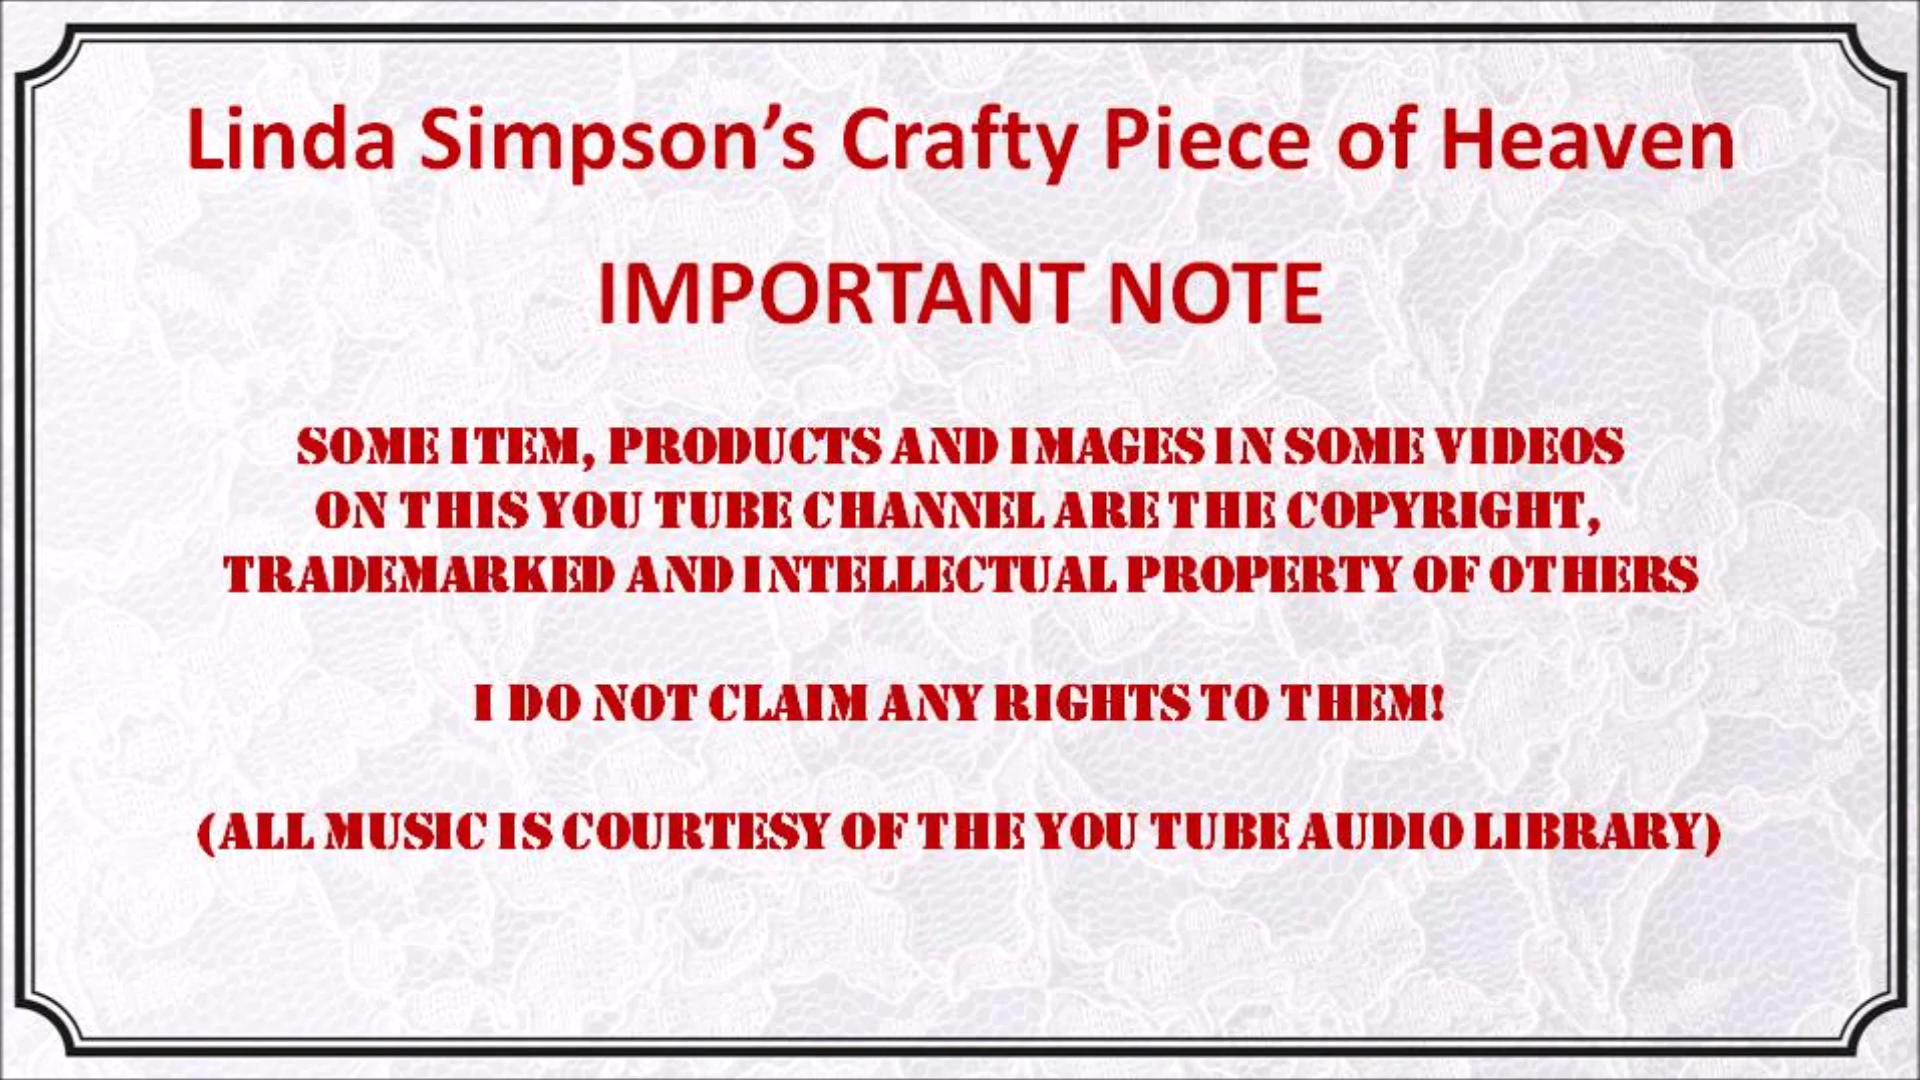 Linda Simpson’s Crafty Piece of Heaven
IMPORTANT NOTE
SOME ITEM, PRODUCTS AND IMAGES IN SOME VIDEOS
ON THIS YOU TUBE CHANNEL ARE THE COPYRIGHT,
TRADEMARKED AND INTELLECTUAL PROPERTY OF OTHERS
I DO NOT CLAIM ANY RIGHTS TO THEM!
(ALL MUSIC IS COURTESY OF THE YOU TUBE AUDIO LIBRARY)